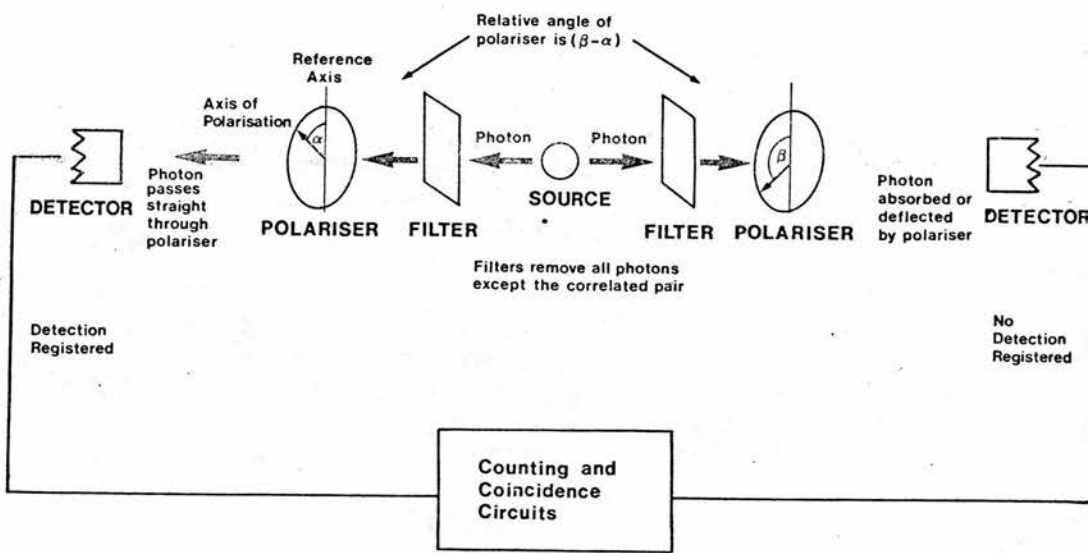 Relative angle of
polariser is (β-α)
Reference
Axis
Axis of
Polarisation
α
Photon
Photon
β
SOURCE
DETECTOR
Photon
passes
straight
through
polariser
POLARISER
FILTER
FILTER
POLARISER
Photon
absorbed or
deflected
by polariser
DETECTOR
Filters remove all photons
except the correlated pair
Detection
Registered
No
Detection
Registered
Counting and
Coincidence
Circuits